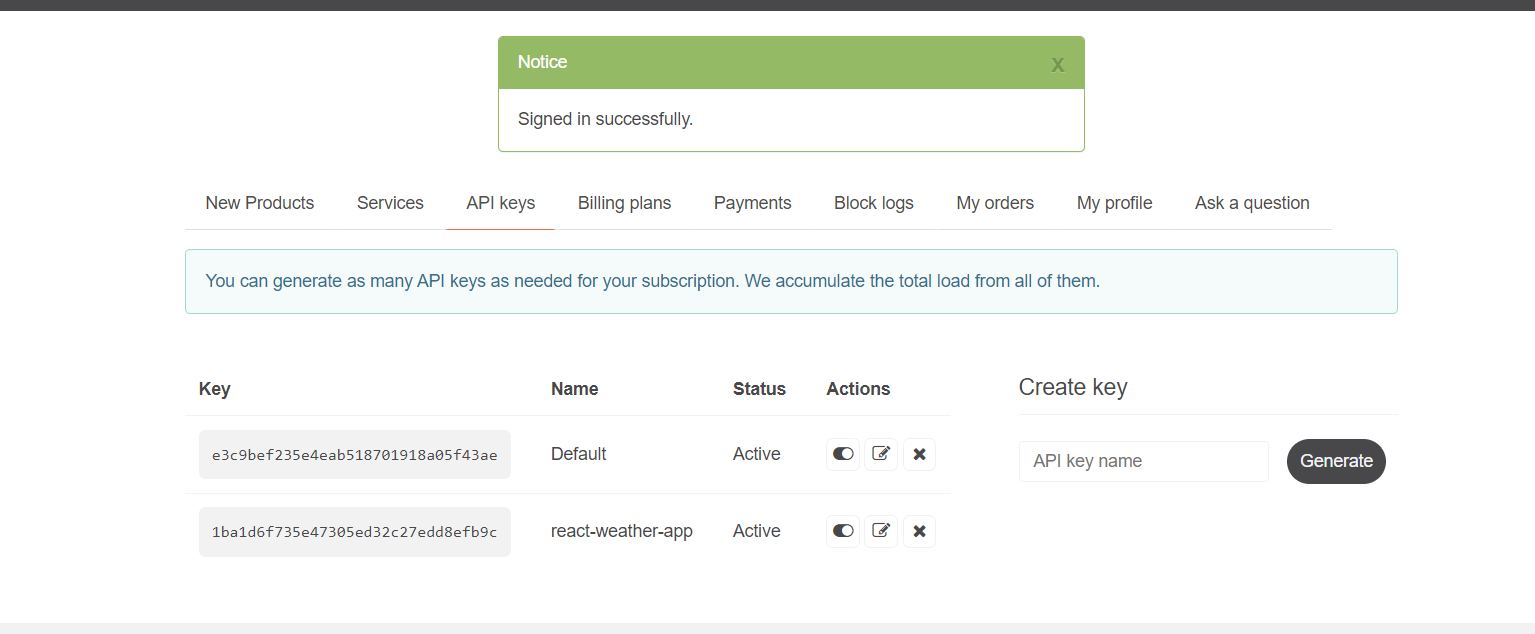 Notice
X
Signed in successfully.
New Products Services API keys Billing plans Payments Block logs My orders My profile Ask a question
You can generate as many API keys as needed for your subscription. We accumulate the total load from all of them.
Key Name Status Actions
Create key
e3c9bef235e4eab518701918a05f43ae Default Active
API key name Generate
1ba1d6f735e47305ed32c27edd8efb9c react-weather-app Active